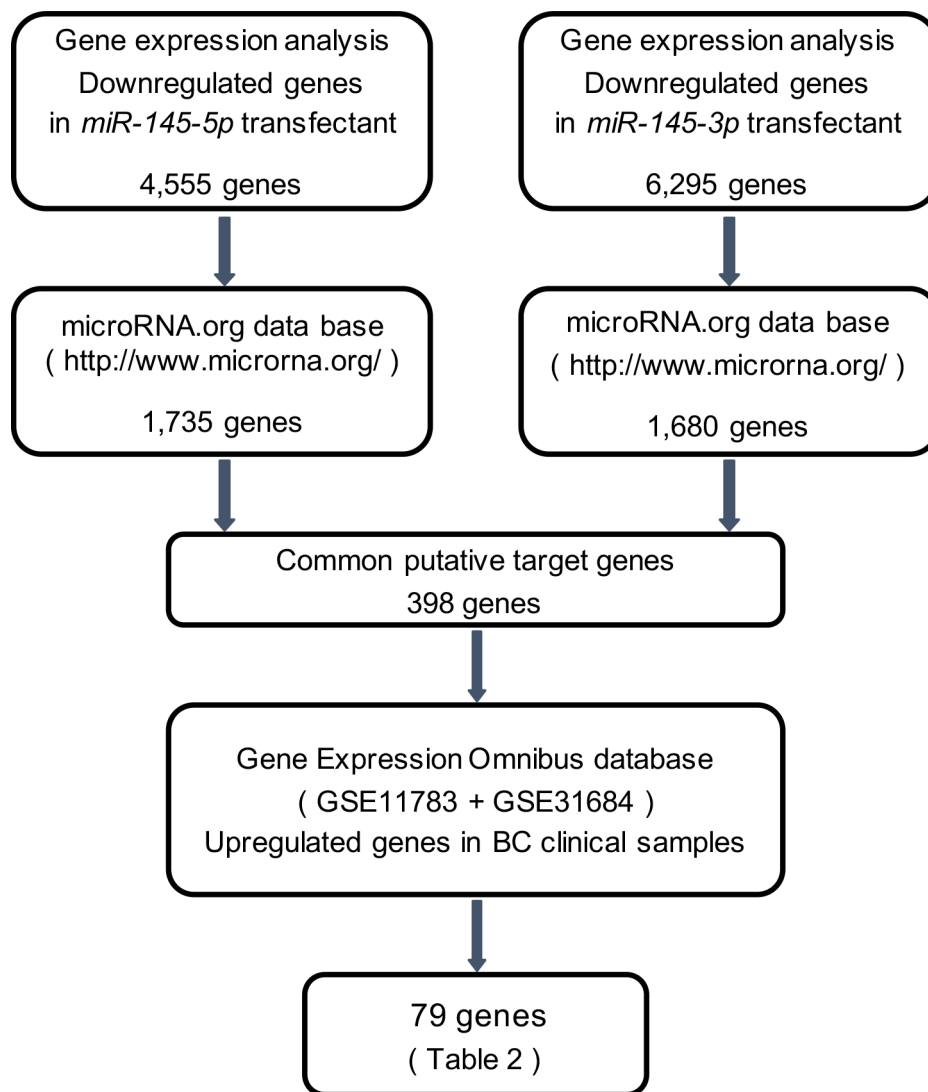 Gene expression analysis
Downregulated genes
in miR-145-5p transfectant
4,555 genes
Gene expression analysis
Downregulated genes
in miR-145-3p transfectant
6,295 genes
microRNA.org data base
( http://www.microrna.org/ )
1,735 genes
microRNA.org data base
( http://www.microrna.org/ )
1,680 genes
Common putative target genes
398 genes
Gene Expression Omnibus database
( GSE11783 + GSE31684 )
Upregulated genes in BC clinical samples
79 genes
( Table 2 )